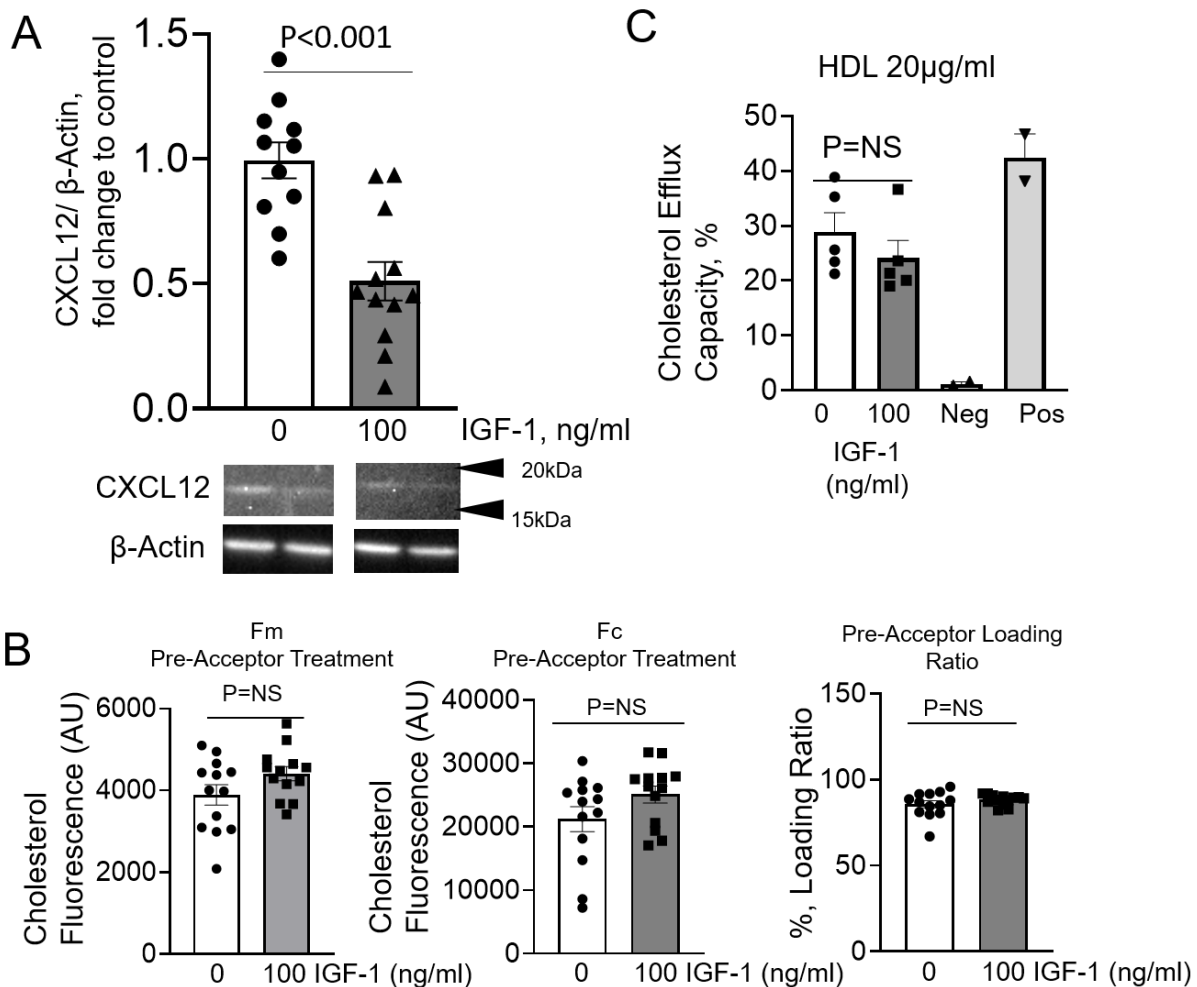 A
CXCL12/ β-Actin,
fold change to control
1.5
1.0
0.5
0.0
P<0.001
0
100
IGF-1, ng/ml
CXCL12
20kDa
15kDa
β-Actin
C
HDL 20µg/ml
Cholesterol Efflux
Capacity, %
50
40
30
20
10
0
P=NS
0
100
Neg
Pos
IGF-1
(ng/ml)
B
Fm
Pre-Acceptor Treatment
P=NS
Cholesterol
Fluorescence (AU)
6000
4000
2000
0
0
100 IGF-1 (ng/ml)
Fc
Pre-Acceptor Treatment
P=NS
Cholesterol
Fluorescence (AU)
40000
30000
20000
10000
0
0
100 IGF-1 (ng/ml)
Pre-Acceptor Loading
Ratio
P=NS
%, Loading Ratio
150
100
50
0
0
100 IGF-1 (ng/ml)